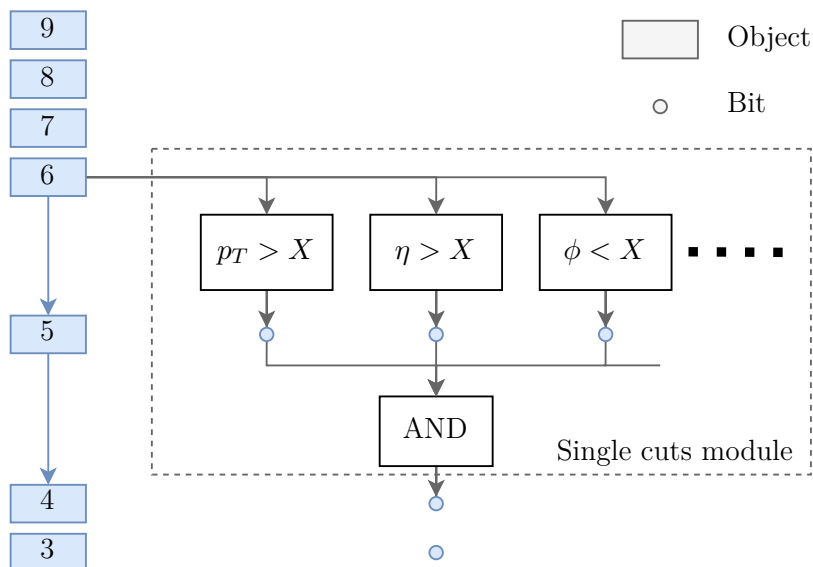 9
Object
8
7
Bit
6
p_T > X
η > X
ϕ < X
5
AND
Single cuts module
4
3